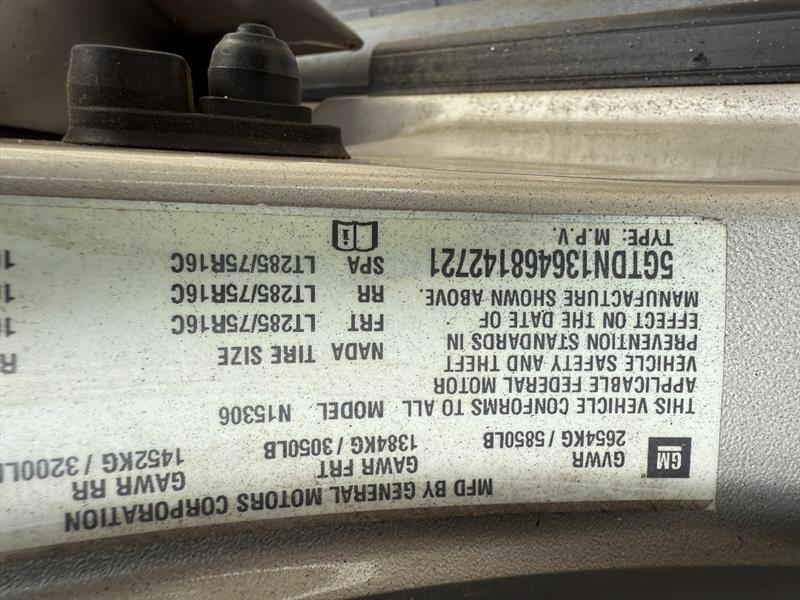 MFD BY GENERAL MOTORS CORPORATION
GM
GVWR GAWR FRT GAWR RR
2654KG / 5850LB 1384KG / 3050LB 1452KG / 3200L
THIS VEHICLE CONFORMS TO ALL MODEL N15306
APPLICABLE FEDERAL MOTOR
VEHICLE SAFETY AND THEFT
PREVENTION STANDARDS IN
EFFECT ON THE DATE OF
MANUFACTURE SHOWN ABOVE.
5GTDN136468142721
TYPE: M.P.V.
NADA TIRE SIZE
FRT LT285/75R16C
RR LT285/75R16C
SPA LT285/75R16C